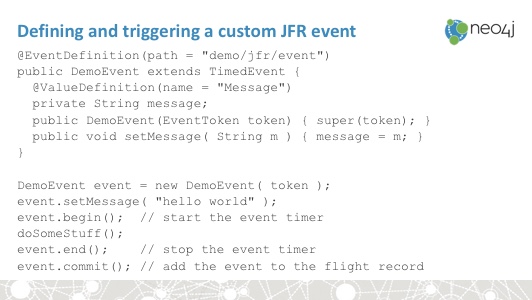 Defining and triggering a custom JFR event
neo4j
@EventDefinition(path = "demo/jfr/event")
public DemoEvent extends TimedEvent {
  @ValueDefinition(name = "Message")
  private String message;
  public DemoEvent(EventToken token) { super(token); }
  public void setMessage( String m ) { message = m; }
}
DemoEvent event = new DemoEvent( token );
event.setMessage( "hello world" );
event.begin();  // start the event timer
doSomeStuff();
event.end();    // stop the event timer
event.commit(); // add the event to the flight record